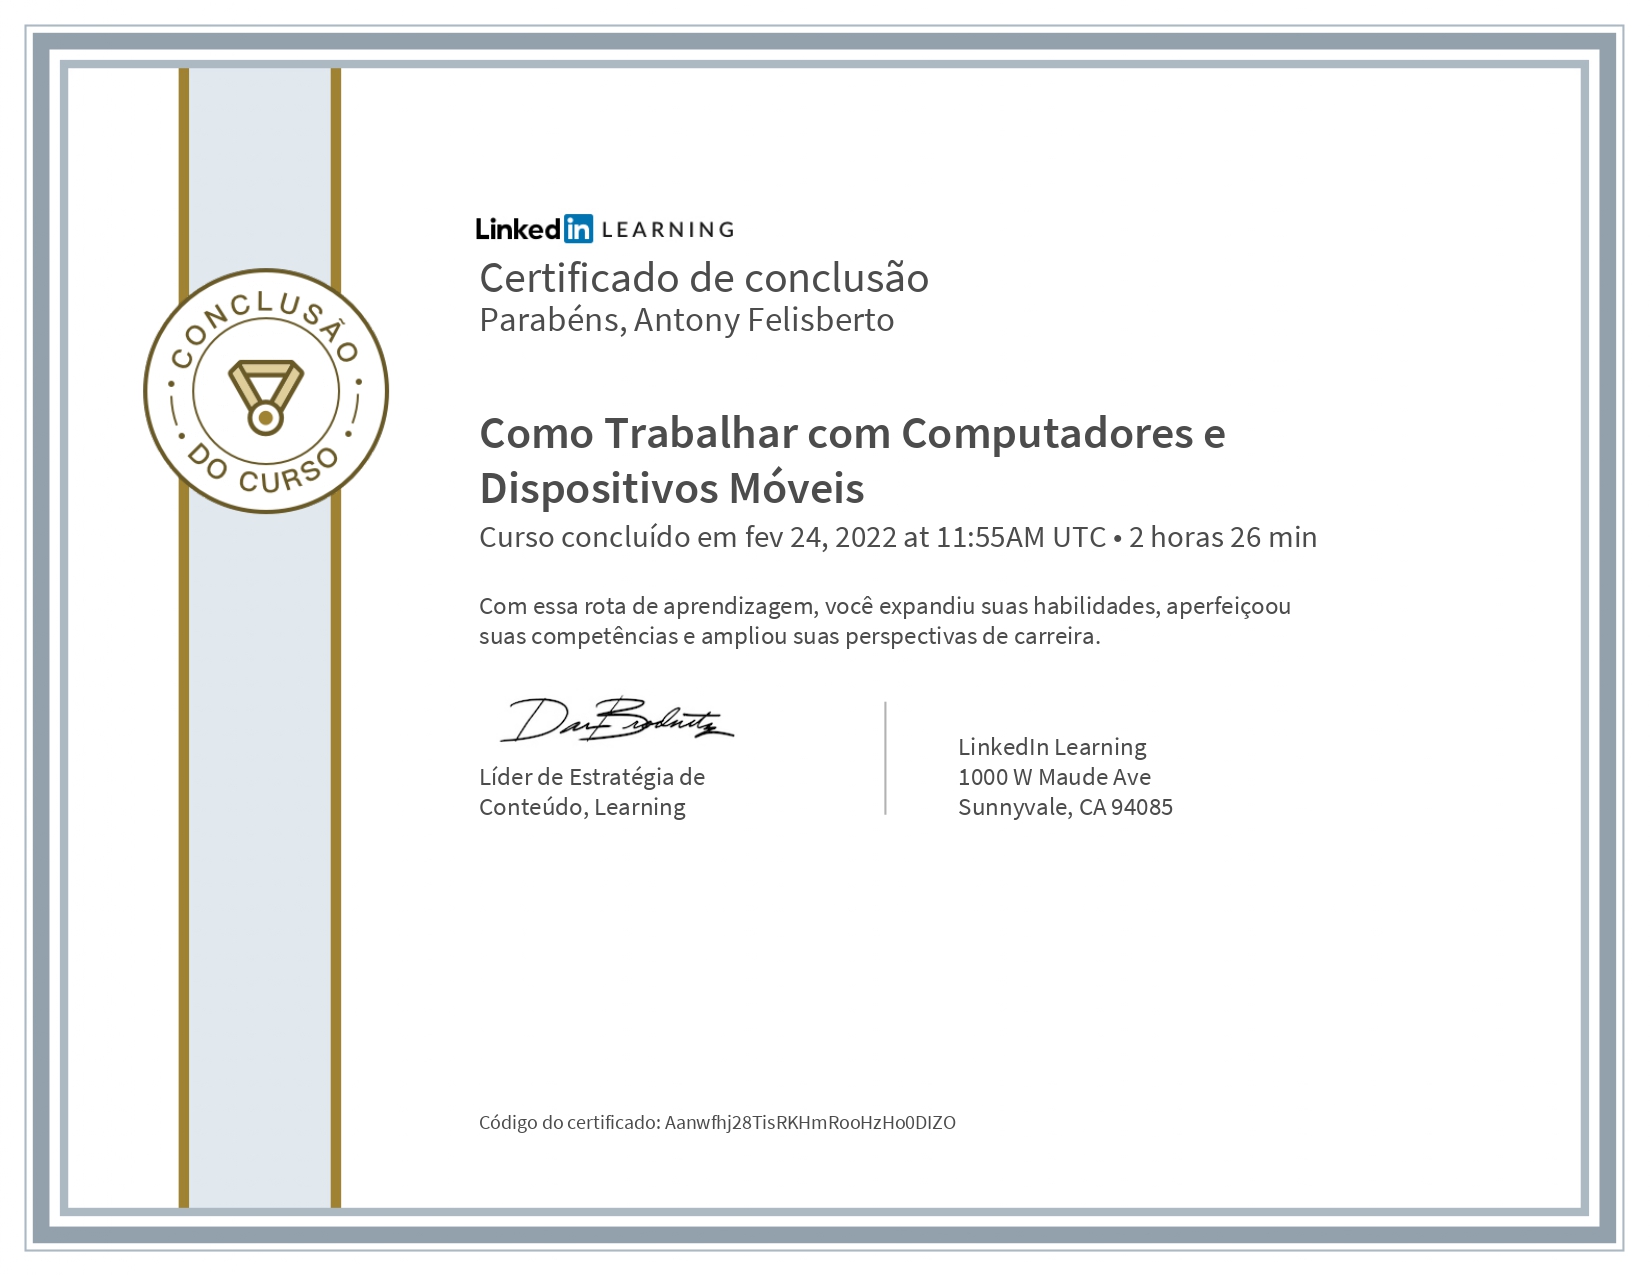 LinkedIn LEARNING
Certificado de conclusão
Parabéns, Antony Felisberto
CONCLUSÃO
DO CURSO
Como Trabalhar com Computadores e
Dispositivos Móveis
Curso concluído em fev 24, 2022 at 11:55AM UTC • 2 horas 26 min
Com essa rota de aprendizagem, você expandiu suas habilidades, aperfeiçoou
suas competências e ampliou suas perspectivas de carreira.
Dan Brodnitz
Líder de Estratégia de
Conteúdo, Learning
LinkedIn Learning
1000 W Maude Ave
Sunnyvale, CA 94085
Código do certificado: Aanwfhj28TisRKHmRooHzHo0DIZO